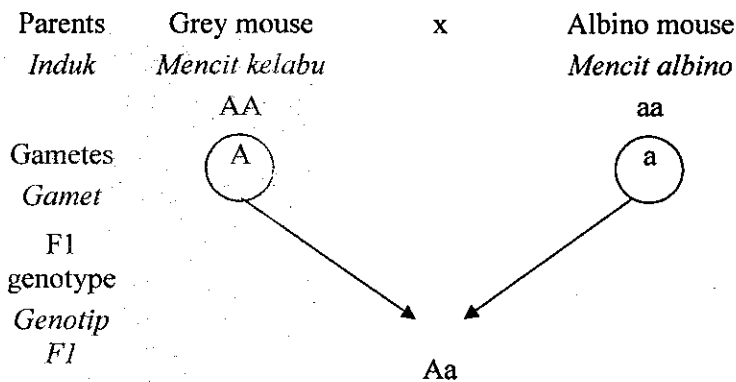 Parents Grey mouse x Albino mouse
Induk Mencit kelabu Mencit albino
AA aa
Gametes A a
Gamet
F1
genotype
Genotip
F1
Aa